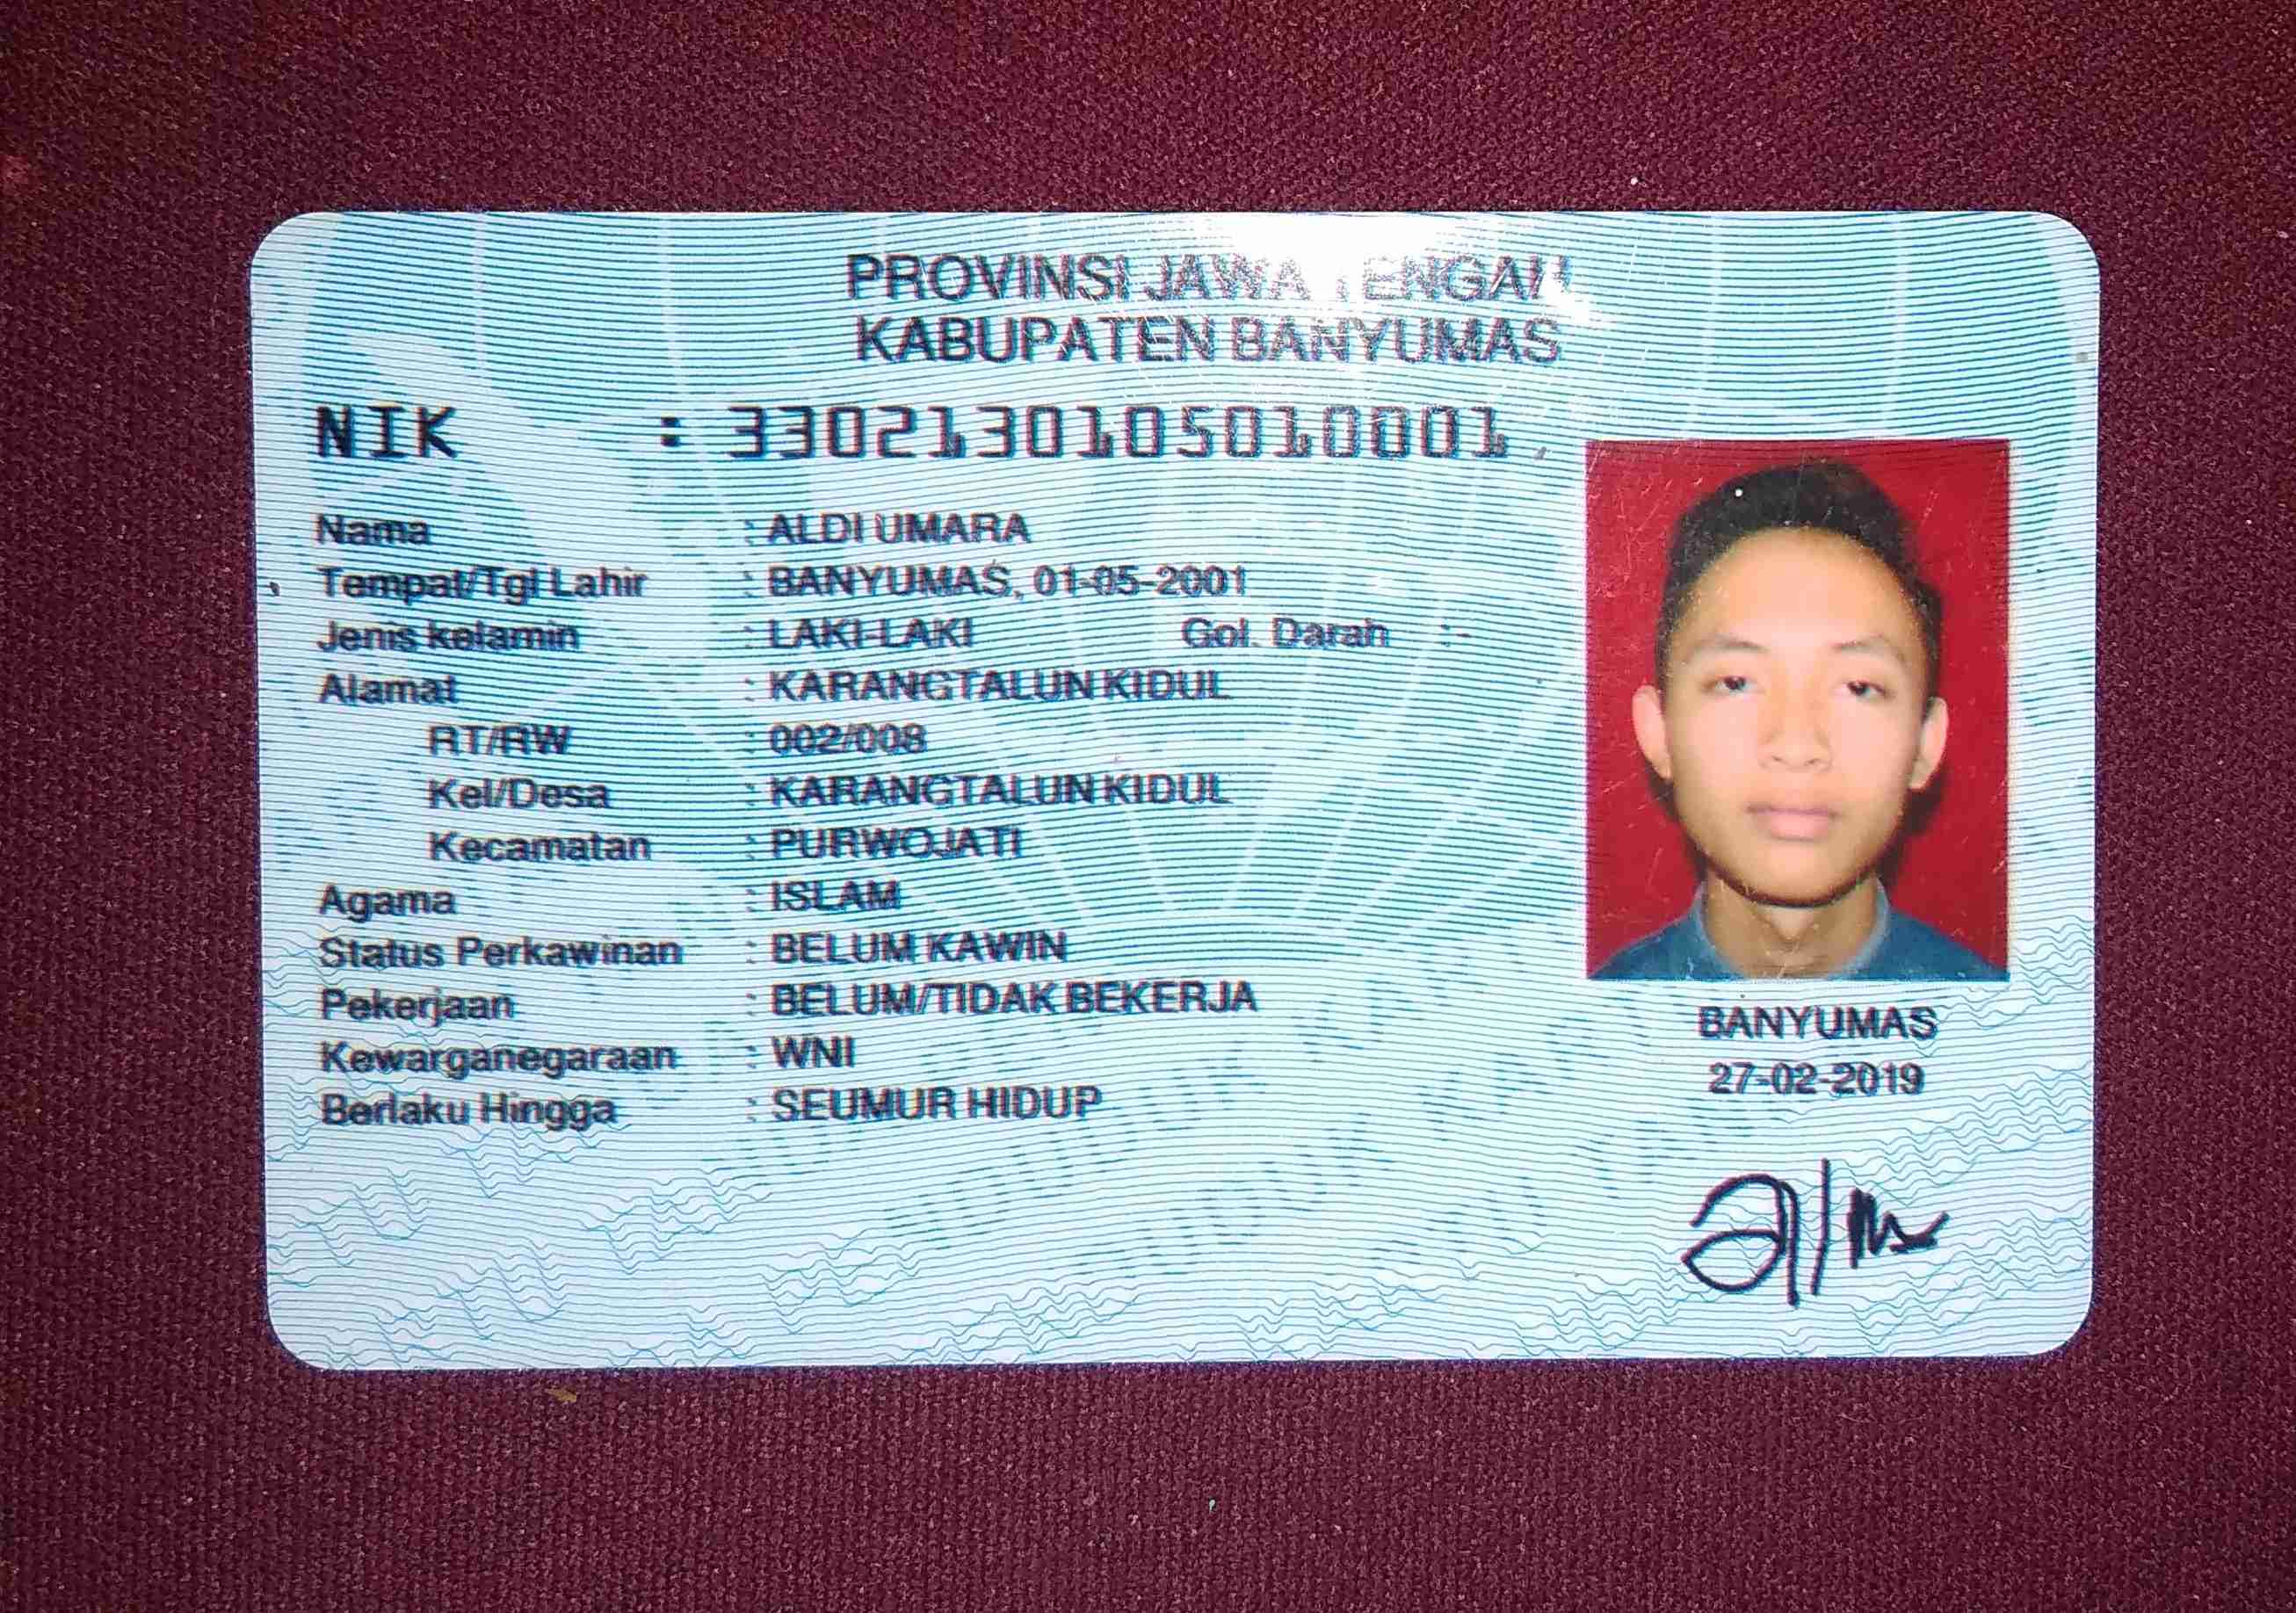 PROVINSI JAWA TENGAH
KABUPATEN BANYUMAS
NIK : 3302130105010001
Nama : ALDI UMARA
Tempat/Tgl Lahir : BANYUMAS, 01-05-2001
Jenis kelamin : LAKI-LAKI Gol. Darah : -
Alamat : KARANGTALUN KIDUL
RT/RW : 002/008
Kel/Desa : KARANGTALUN KIDUL
Kecamatan : PURWOJATI
Agama : ISLAM
Status Perkawinan : BELUM KAWIN
Pekerjaan : BELUM/TIDAK BEKERJA
Kewarganegaraan : WNI
Berlaku Hingga : SEUMUR HIDUP
BANYUMAS
27-02-2019